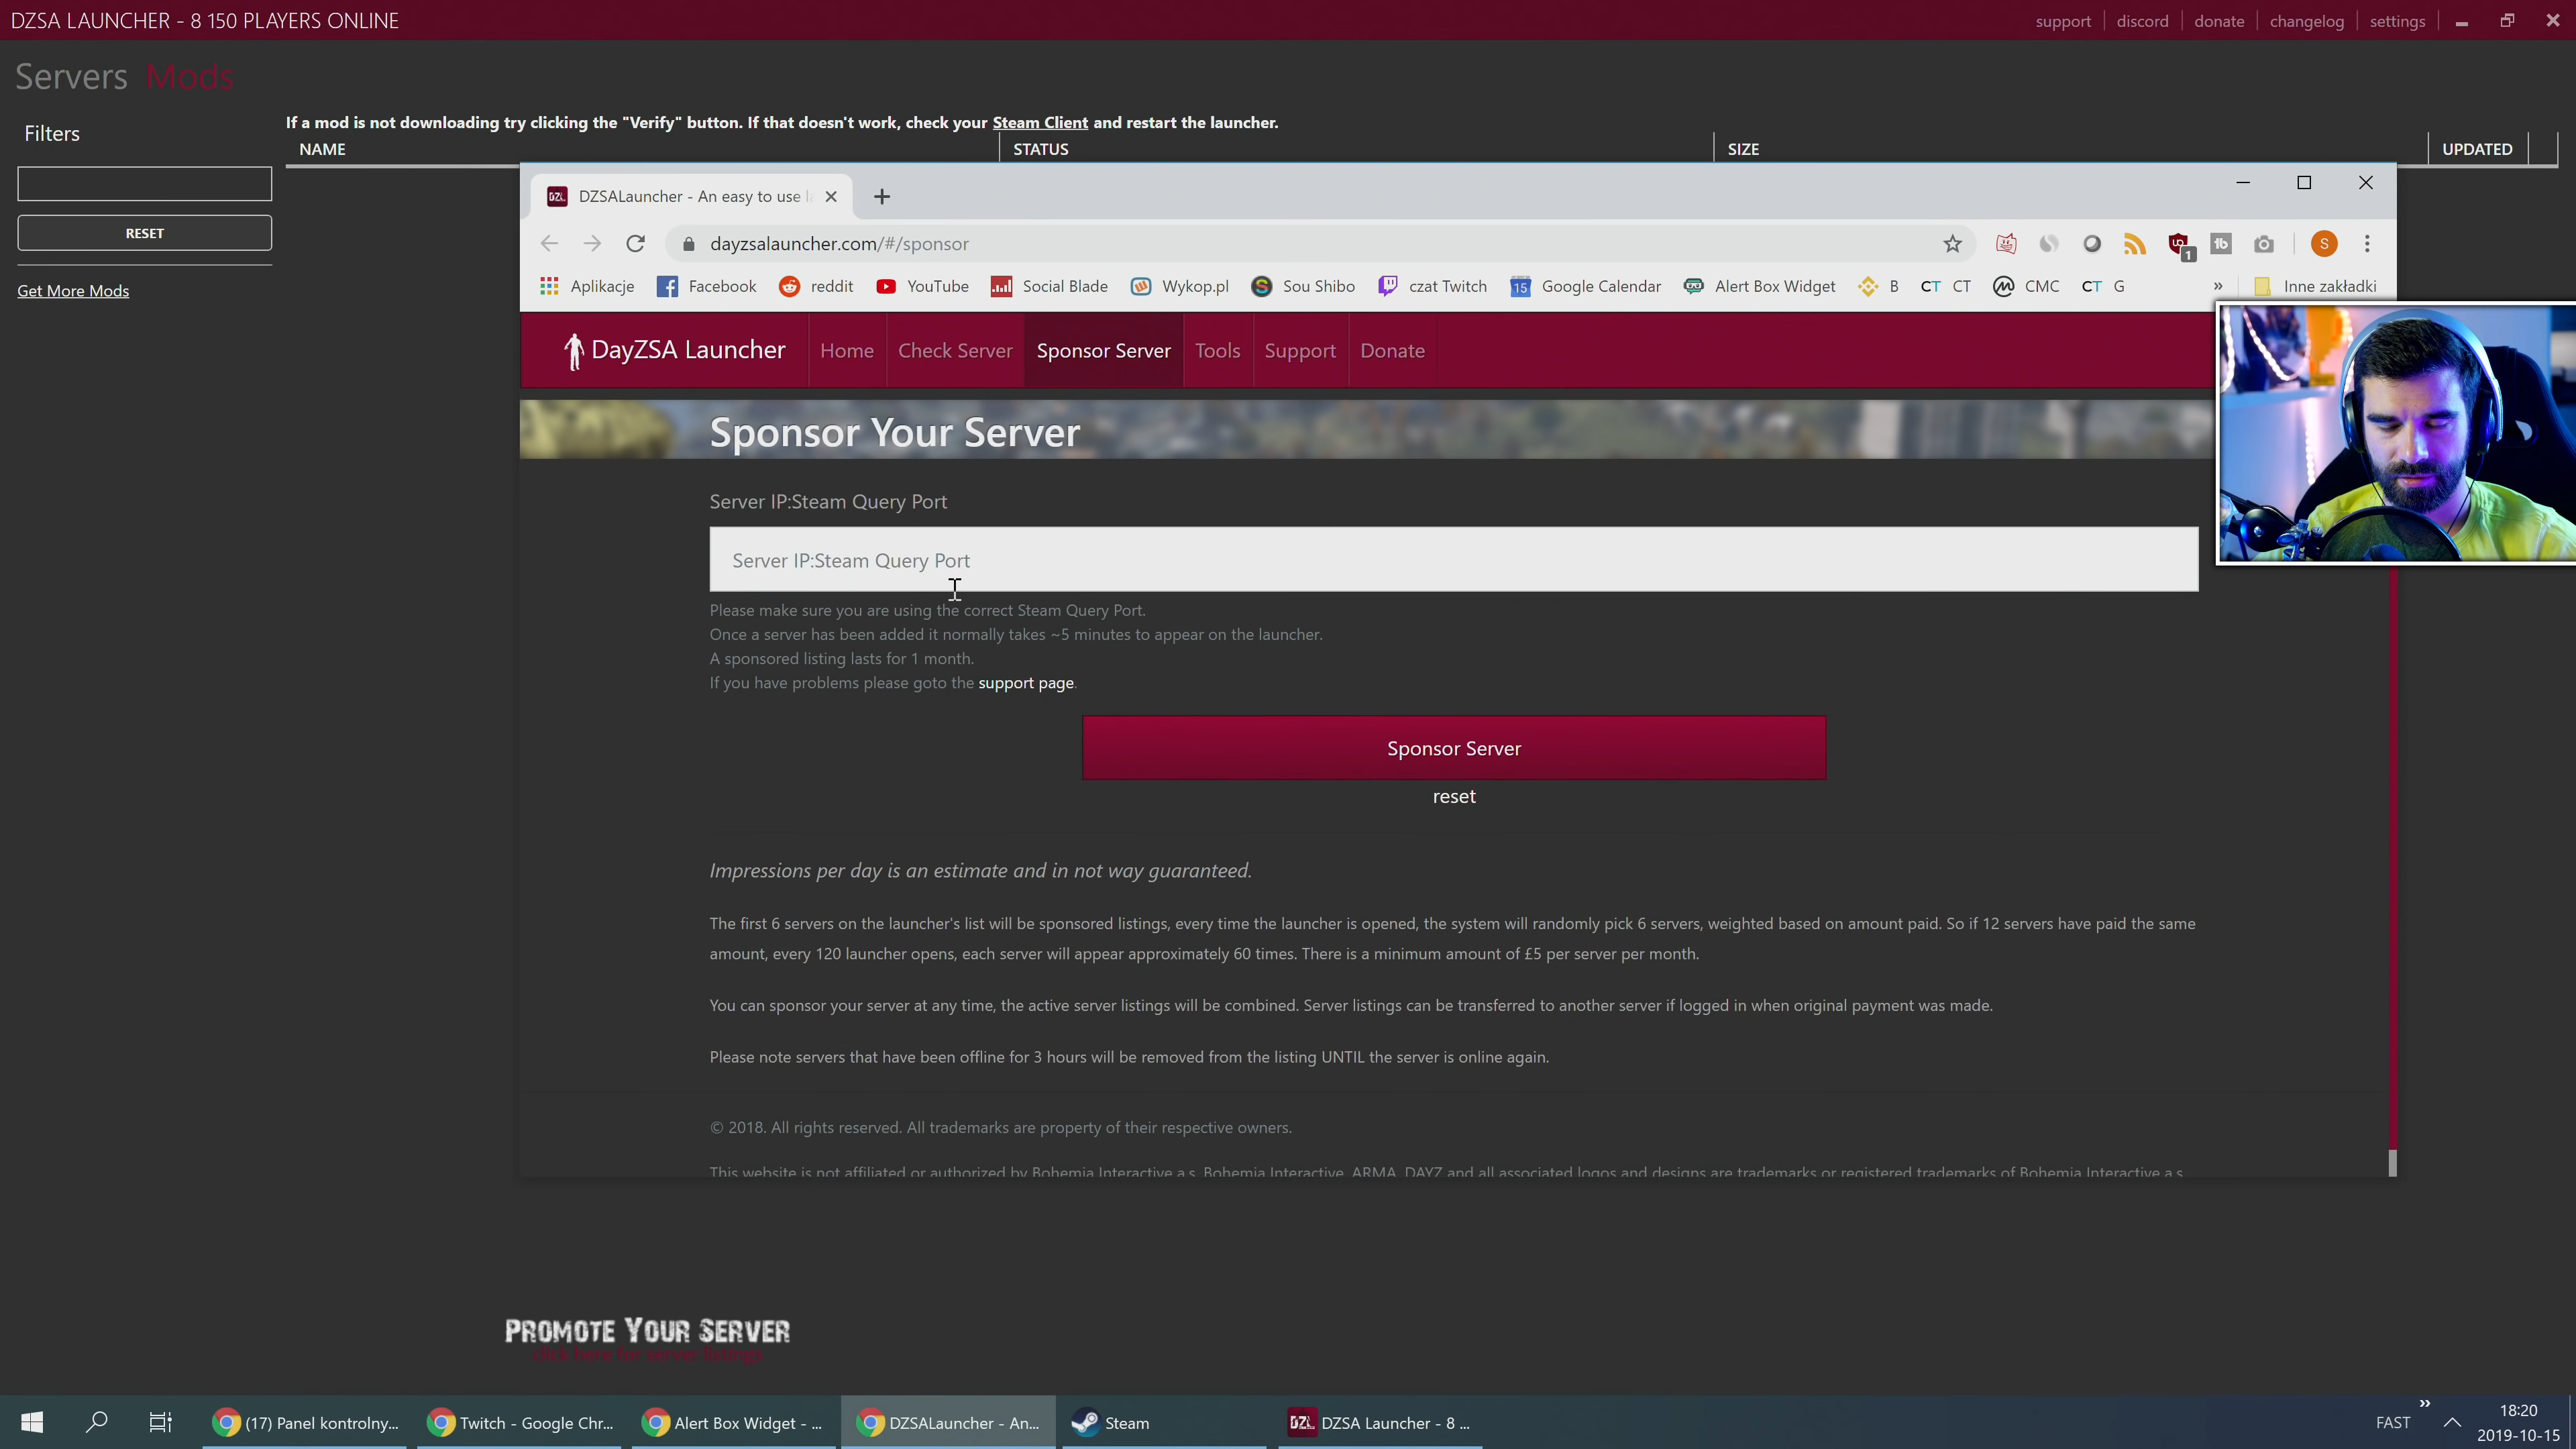 DZSA LAUNCHER - 8 150 PLAYERS ONLINE
support
discord
donate
changelog
settings
Servers Mods
Filters
RESET
Get More Mods
If a mod is not downloading try clicking the "Verify" button. If that doesn't work, check your Steam Client and restart the launcher.
NAME
STATUS
SIZE
UPDATED
DZSALauncher - An easy to use l
dayzsalauncher.com/#/sponsor
Aplikacje
Facebook
reddit
YouTube
Social Blade
Wykop.pl
Sou Shibo
czat Twitch
15
Google Calendar
Alert Box Widget
B
CT CT
CMC
CT G
»
Inne zakładki
S
1
DayZSA Launcher
Home
Check Server
Sponsor Server
Tools
Support
Donate
Sponsor Your Server
Server IP:Steam Query Port
Server IP:Steam Query Port
Please make sure you are using the correct Steam Query Port.
Once a server has been added it normally takes ~5 minutes to appear on the launcher.
A sponsored listing lasts for 1 month.
If you have problems please goto the support page.
Sponsor Server
reset
Impressions per day is an estimate and in not way guaranteed.
The first 6 servers on the launcher's list will be sponsored listings, every time the launcher is opened, the system will randomly pick 6 servers, weighted based on amount paid. So if 12 servers have paid the same
amount, every 120 launcher opens, each server will appear approximately 60 times. There is a minimum amount of £5 per server per month.
You can sponsor your server at any time, the active server listings will be combined. Server listings can be transferred to another server if logged in when original payment was made.
Please note servers that have been offline for 3 hours will be removed from the listing UNTIL the server is online again.
© 2018. All rights reserved. All trademarks are property of their respective owners.
This website is not affiliated or authorized by Bohemia Interactive a.s. Bohemia Interactive, ARMA, DAYZ and all associated logos and designs are trademarks or registered trademarks of Bohemia Interactive a.s.
PROMOTE YOUR SERVER
click here for server listings
(17) Panel kontrolny...
Twitch - Google Chr...
Alert Box Widget - ...
DZSALauncher - An...
Steam
DZSA Launcher - 8 ...
FAST
»
18:20
2019-10-15